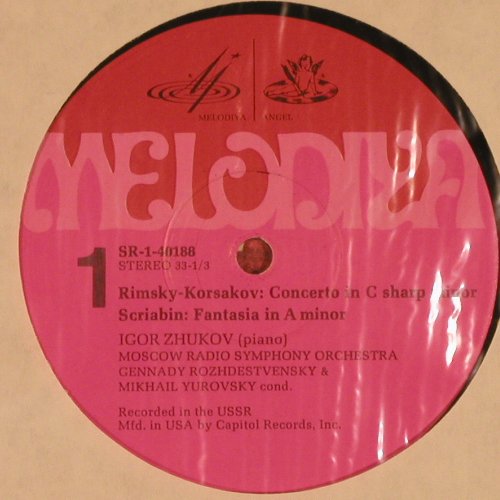 MELODIYA ANGEL
MELODIYA
1
SR-1-40188
STEREO 33-1/3
Rimsky-Korsakov: Concerto in C sharp minor
Scriabin: Fantasia in A minor
IGOR ZHUKOV (piano)
MOSCOW RADIO SYMPHONY ORCHESTRA
GENNADY ROZHDESTVENSKY &
MIKHAIL YUROVSKY cond.
Recorded in the USSR
Mfd. in USA by Capitol Records, Inc.